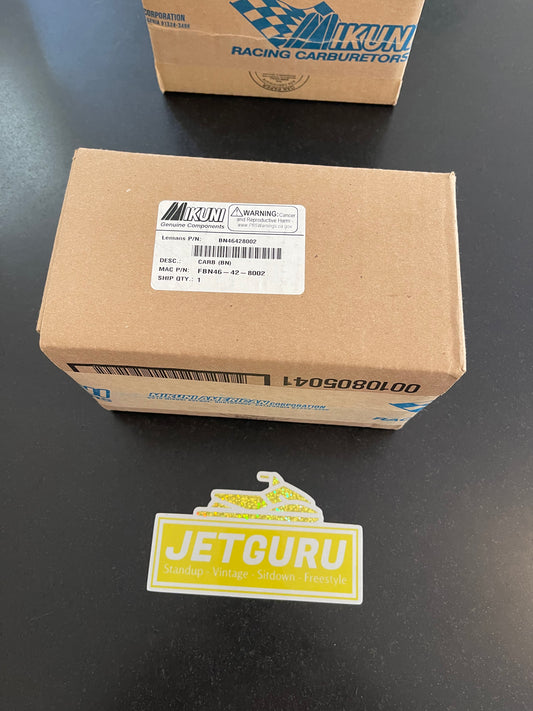 CORPORATION
MIKUNI
RACING CARBURETORS
MIKUNI
Genuine Components
WARNING: Cancer
and Reproductive Harm -
www.P65Warnings.ca.gov
Lemans P/N: BN46428002
DESC.: CARB (BN)
MAC P/N: FBN46-42-8002
SHIP QTY.: 1
0010805041
MIKUNI AMERICAN CORPORATION
RAC
JETGURU
Standup - Vintage - Sitdown - Freestyle